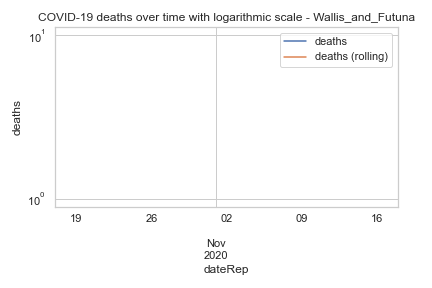 COVID-19 deaths over time with logarithmic scale - Wallis_and_Futuna
deaths
deaths (rolling)
deaths
10¹
10⁰
19 26 02 09 16
Nov
2020
dateRep